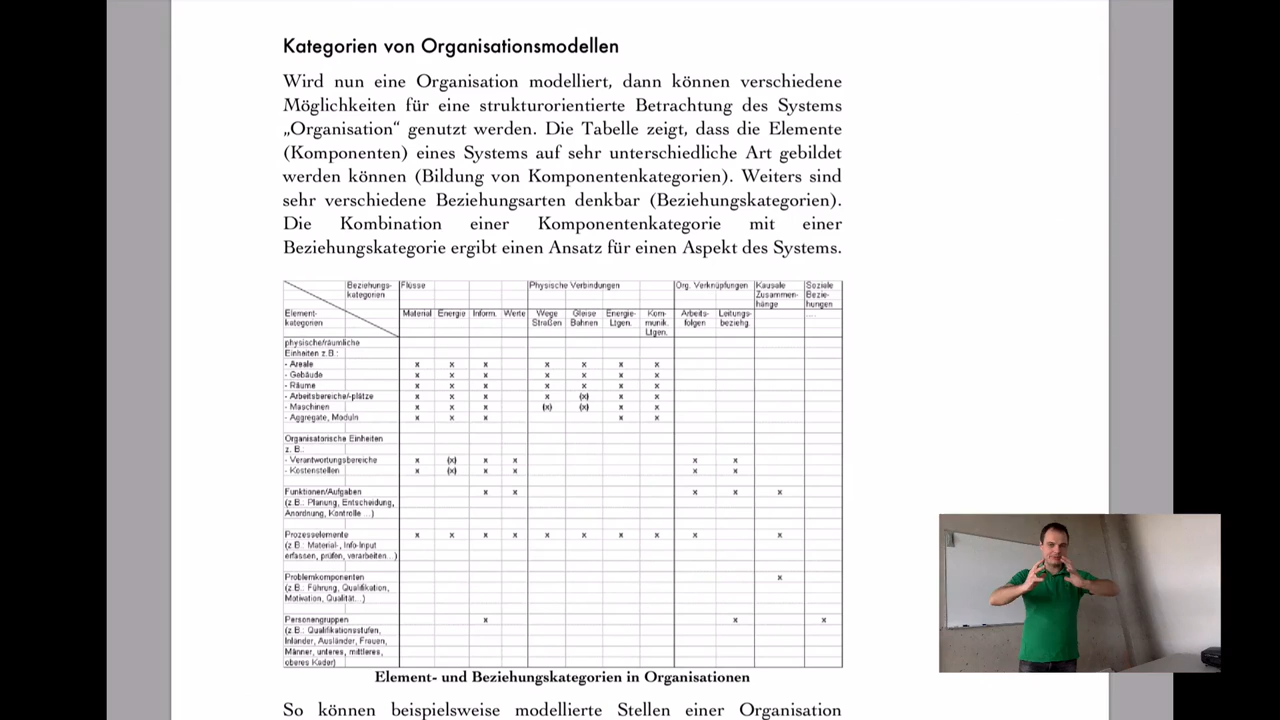 Kategorien von Organisationsmodellen
Wird nun eine Organisation modelliert, dann können verschiedene
Möglichkeiten für eine strukturorientierte Betrachtung des Systems
„Organisation“ genutzt werden. Die Tabelle zeigt, dass die Elemente
(Komponenten) eines Systems auf sehr unterschiedliche Art gebildet
werden können (Bildung von Komponentenkategorien). Weiters sind
sehr verschiedene Beziehungsarten denkbar (Beziehungskategorien).
Die Kombination einer Komponentenkategorie mit einer
Beziehungskategorie ergibt einen Ansatz für einen Aspekt des Systems.
Beziehungs- Flüsse Physische Verbindungen Org. Verknüpfungen Kausale Soziale
kategorien Zusammen- Bezie-
hänge hungen
Element- Material Energie Inform. Werte Wege Gleise Energie- Kom- Arbeits- Leitungs- ....
kategorien Straßen Bahnen Ltgen. munik. folgen beziehg.
Ltgen.
physische/räumliche
Einheiten z.B.:
- Areale x x x x x x x
- Gebäude x x x x x x x
- Räume x x x x x x x
- Arbeitsbereiche/-plätze x x x x (x) x x
- Maschinen x x x (x) (x) x x
- Aggregate, Moduln x x x x x
Organisatorische Einheiten
z. B.:
- Verantwortungsbereiche x (x) x x x x
- Kostenstellen x (x) x x x x
Funktionen/Aufgaben x x x x x
(z.B.: Planung, Entscheidung,
Anordnung, Kontrolle ...)
Prozesselemente x x x x x x x x x x
(z.B.: Material-, Info-Input
erfassen, prüfen, verarbeiten...)
Problemkomponenten x
(z.B.: Führung, Qualifikation,
Motivation, Qualität...)
Personengruppen x x x
(z.B.: Qualifikationsstufen,
Inländer, Ausländer, Frauen,
Männer, unteres, mittleres,
oberes Kader)
Element- und Beziehungskategorien in Organisationen
So können beispielsweise modellierte Stellen einer Organisation